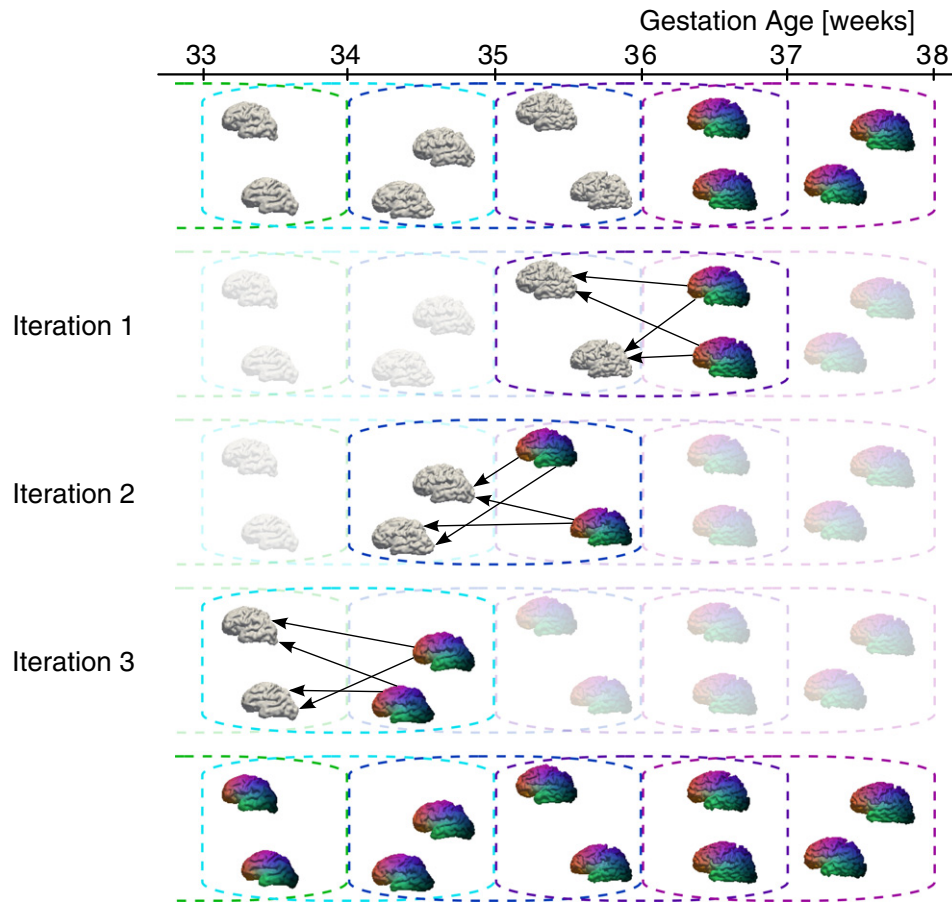 Gestation Age [weeks]
33 34 35 36 37 38
Iteration 1
Iteration 2
Iteration 3